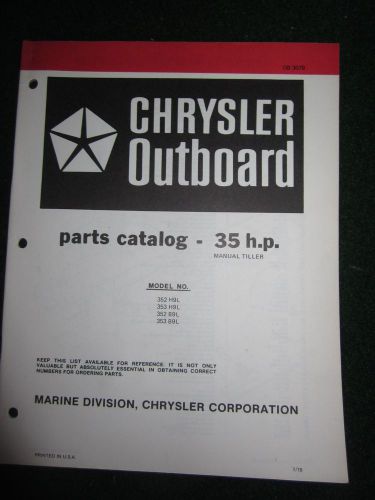 OB 3079
CHRYSLER
Outboard
parts catalog - 35 h.p.
MANUAL TILLER
MODEL NO.
352 H9L
353 H9L
352 B9L
353 B9L
KEEP THIS LIST AVAILABLE FOR REFERENCE. IT IS NOT ONLY
VALUABLE BUT ABSOLUTELY ESSENTIAL IN OBTAINING CORRECT
NUMBERS FOR ORDERING PARTS.
MARINE DIVISION, CHRYSLER CORPORATION
PRINTED IN U.S.A.